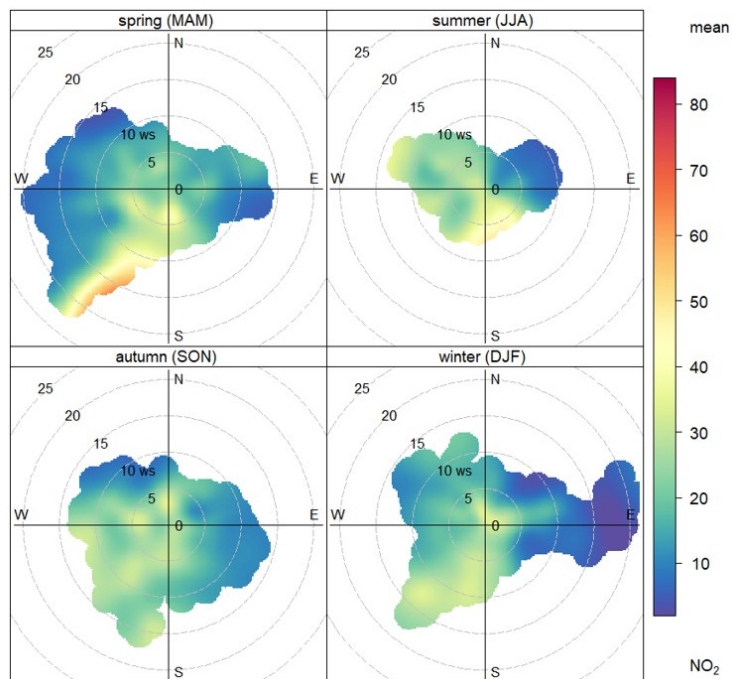 spring (MAM)
summer (JJA)
mean
25
20
15
10 ws
5
0
N
W
E
S
25
20
15
10 ws
5
0
N
E
S
autumn (SON)
winter (DJF)
25
20
15
10 ws
5
0
N
W
E
S
25
20
15
10 ws
5
0
N
W
E
S
80
70
60
50
40
30
20
10
NO₂